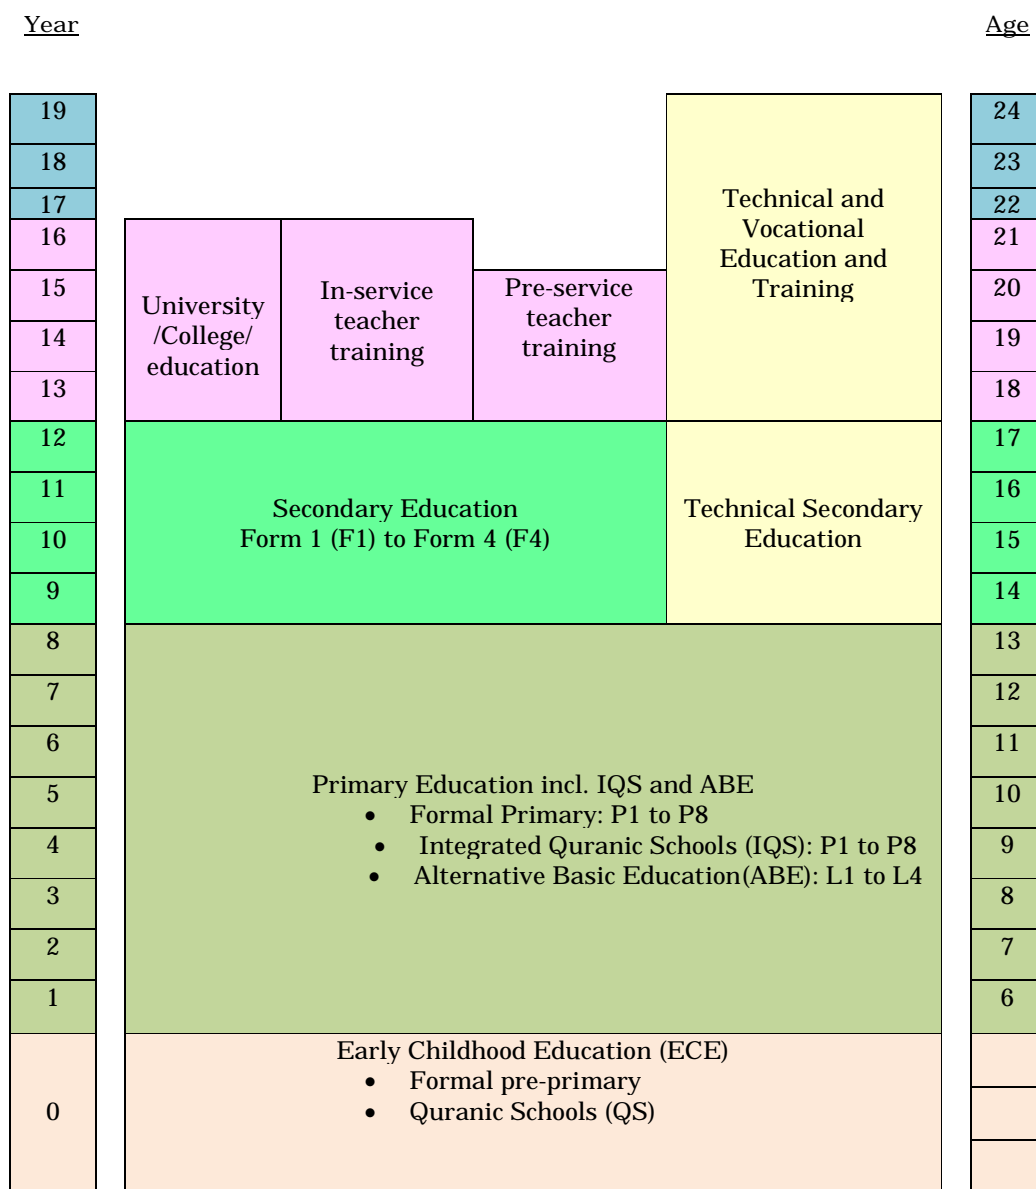 Year
Age
19
24
18
23
17
22
16
21
15
20
14
19
13
18
Technical and
Vocational
Education and
Training
University
/College/
education
In-service
teacher
training
Pre-service
teacher
training
12
17
11
16
10
15
9
14
Secondary Education
Form 1 (F1) to Form 4 (F4)
Technical Secondary
Education
8
13
7
12
6
11
5
10
4
9
3
8
2
7
1
6
Primary Education incl. IQS and ABE
• Formal Primary: P1 to P8
• Integrated Quranic Schools (IQS): P1 to P8
• Alternative Basic Education(ABE): L1 to L4
0
Early Childhood Education (ECE)
• Formal pre-primary
• Quranic Schools (QS)